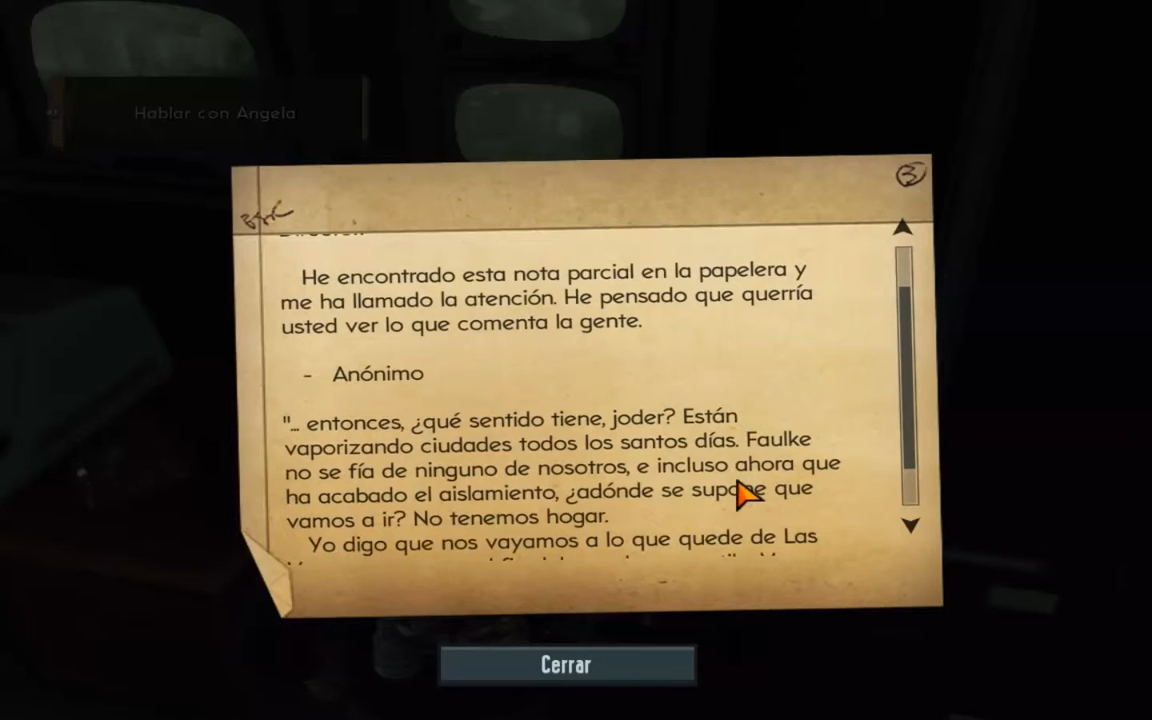 Hablar con Angela
3
He encontrado esta nota parcial en la papelera y
me ha llamado la atención. He pensado que querría
usted ver lo que comenta la gente.
- Anónimo
"... entonces, ¿qué sentido tiene, joder? Están
vaporizando ciudades todos los santos días. Faulke
no se fía de ninguno de nosotros, e incluso ahora que
ha acabado el aislamiento, ¿adónde se supone que
vamos a ir? No tenemos hogar.
Yo digo que nos vayamos a lo que quede de Las
Cerrar